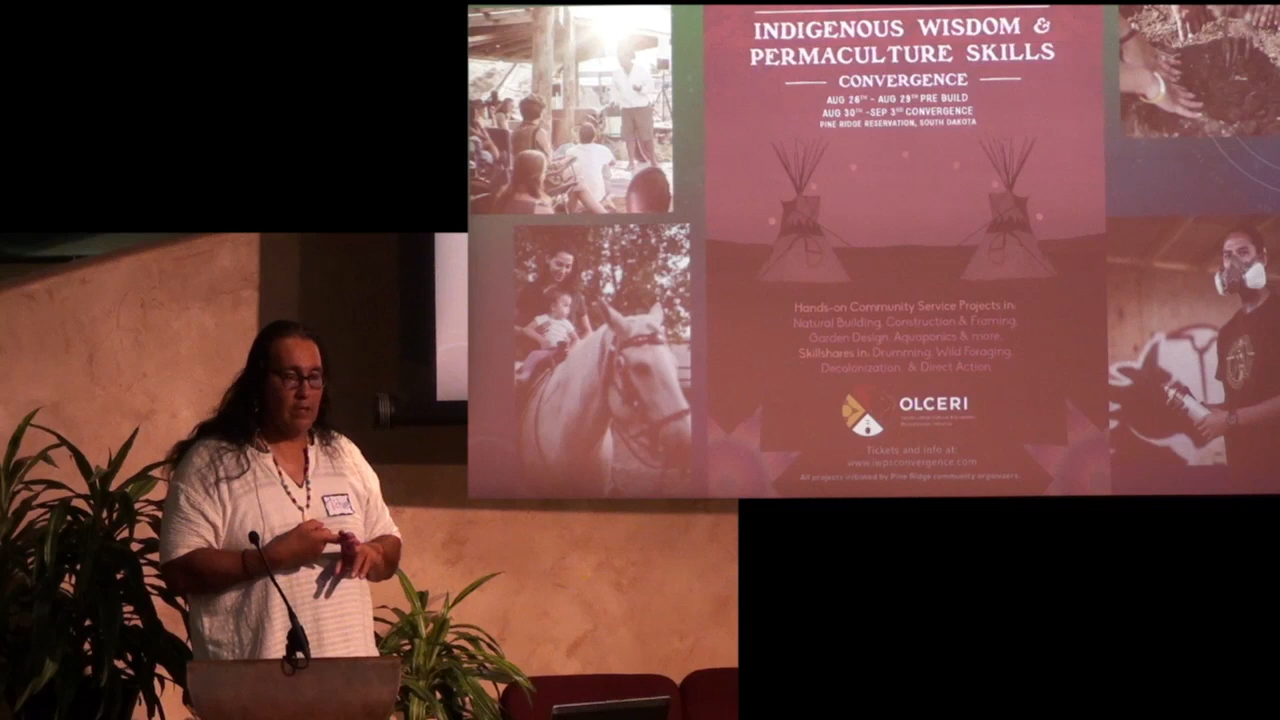 INDIGENOUS WISDOM &
PERMACULTURE SKILLS
CONVERGENCE
AUG 26TH - AUG 29TH PRE BUILD
AUG 30TH - SEP 3RD CONVERGENCE
PINE RIDGE RESERVATION, SOUTH DAKOTA
Hands-on Community Service Projects in:
Natural Building, Construction & Framing,
Garden Design, Aquaponics & more.
Skillshares in: Drumming, Wild Foraging,
Decolonization, & Direct Action
OLCERI
Tickets and info at:
www.iwpsconvergence.com
All projects initiated by Pine Ridge community organizers.